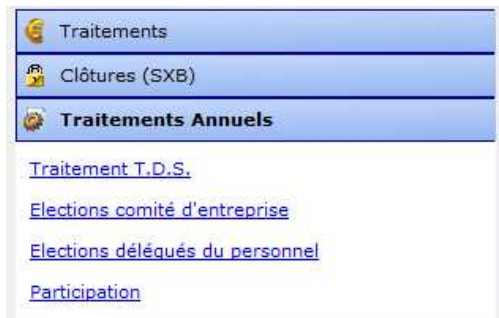 Traitements
Clôtures (SXB)
Traitements Annuels
Traitement T.D.S.
Elections comité d'entreprise
Elections délégués du personnel
Participation